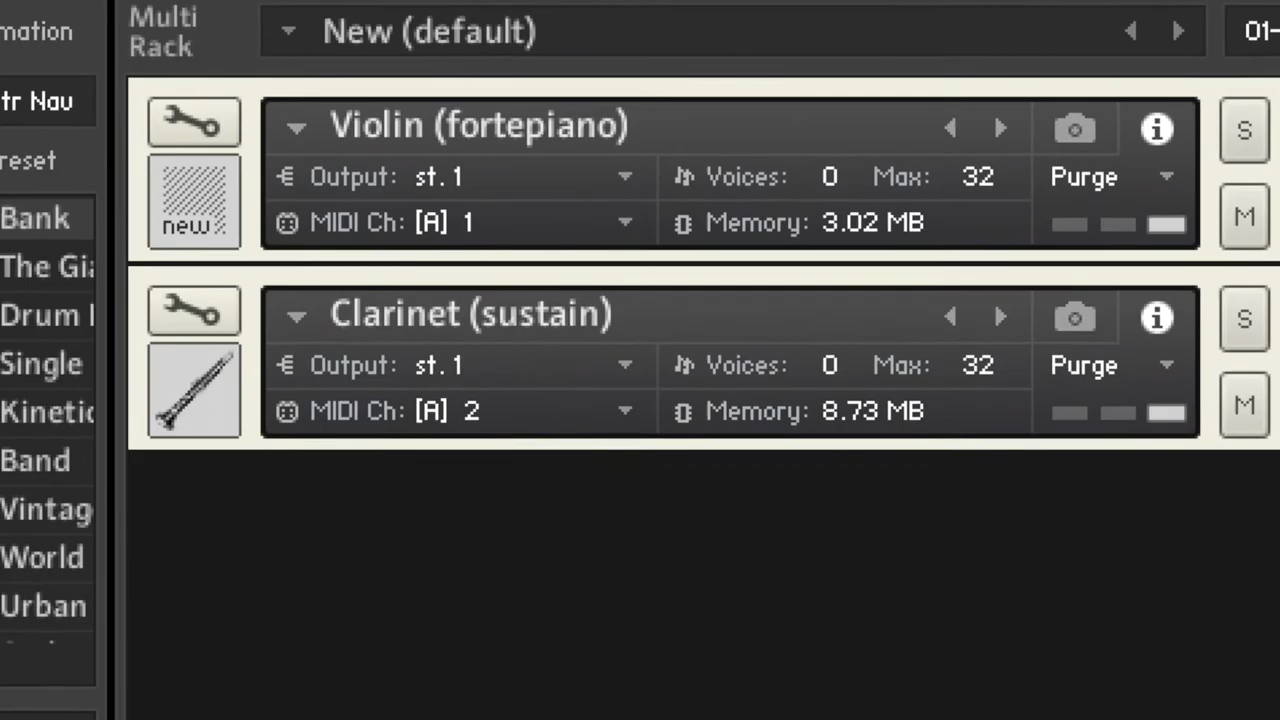 Multi
Rack
New (default)
01-
mation
tr Nav
reset
Bank
The Gia
Drum
Single
Kinetic
Band
Vintag
World
Urban
Violin (fortepiano)
Output: st. 1
Voices: 0 Max: 32
Purge
MIDI Ch: [A] 1
Memory: 3.02 MB
new
S
M
Clarinet (sustain)
Output: st. 1
Voices: 0 Max: 32
Purge
MIDI Ch: [A] 2
Memory: 8.73 MB
S
M